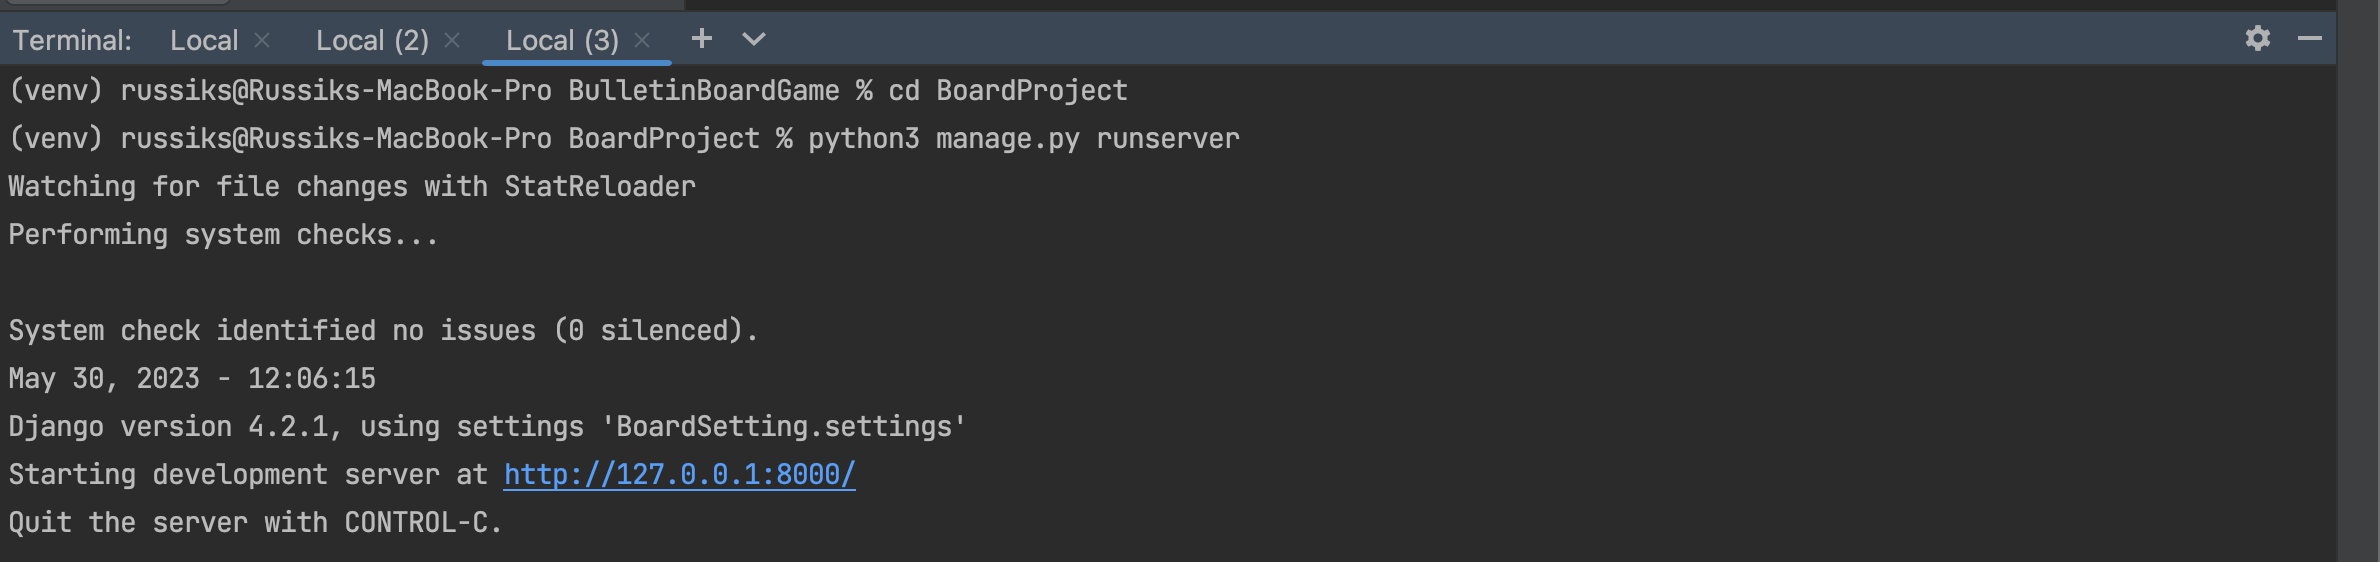 Terminal: Local Local (2) Local (3)
(venv) russiks@Russiks-MacBook-Pro BulletinBoardGame % cd BoardProject
(venv) russiks@Russiks-MacBook-Pro BoardProject % python3 manage.py runserver
Watching for file changes with StatReloader
Performing system checks...
System check identified no issues (0 silenced).
May 30, 2023 - 12:06:15
Django version 4.2.1, using settings 'BoardSetting.settings'
Starting development server at http://127.0.0.1:8000/
Quit the server with CONTROL-C.